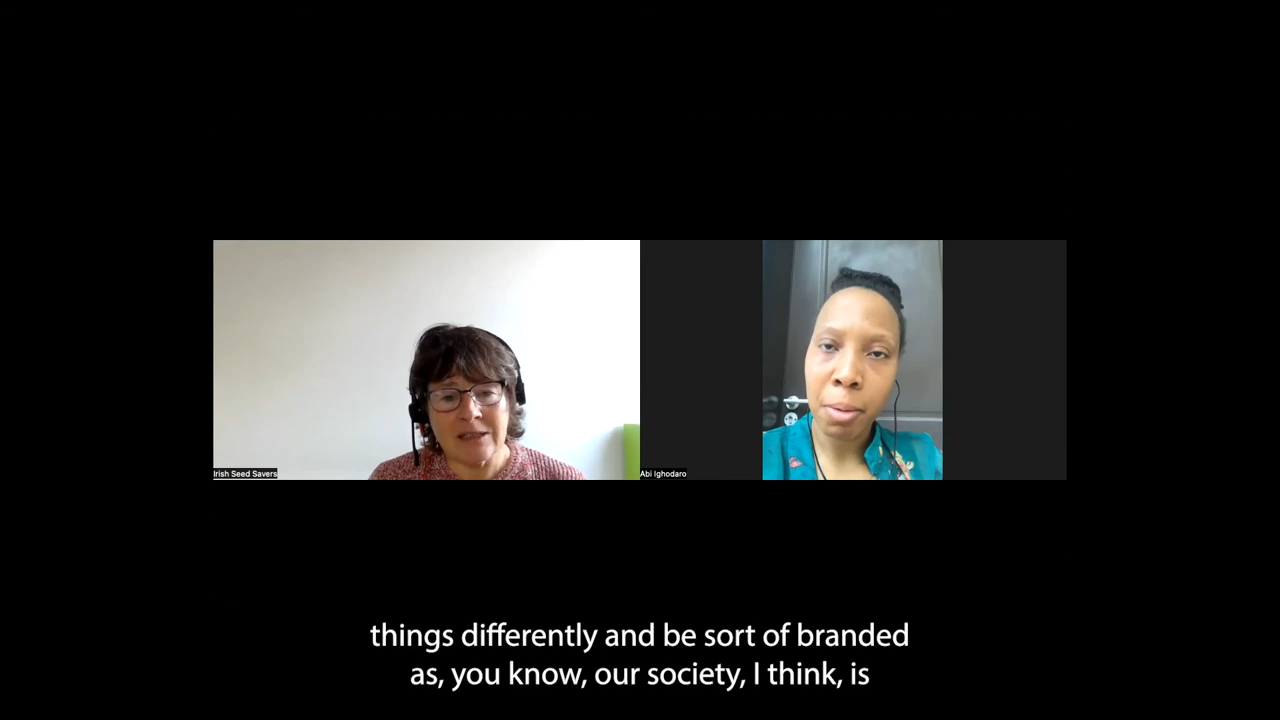 Irish Seed Savers
Abi Ighodaro
things differently and be sort of branded
as, you know, our society, I think, is